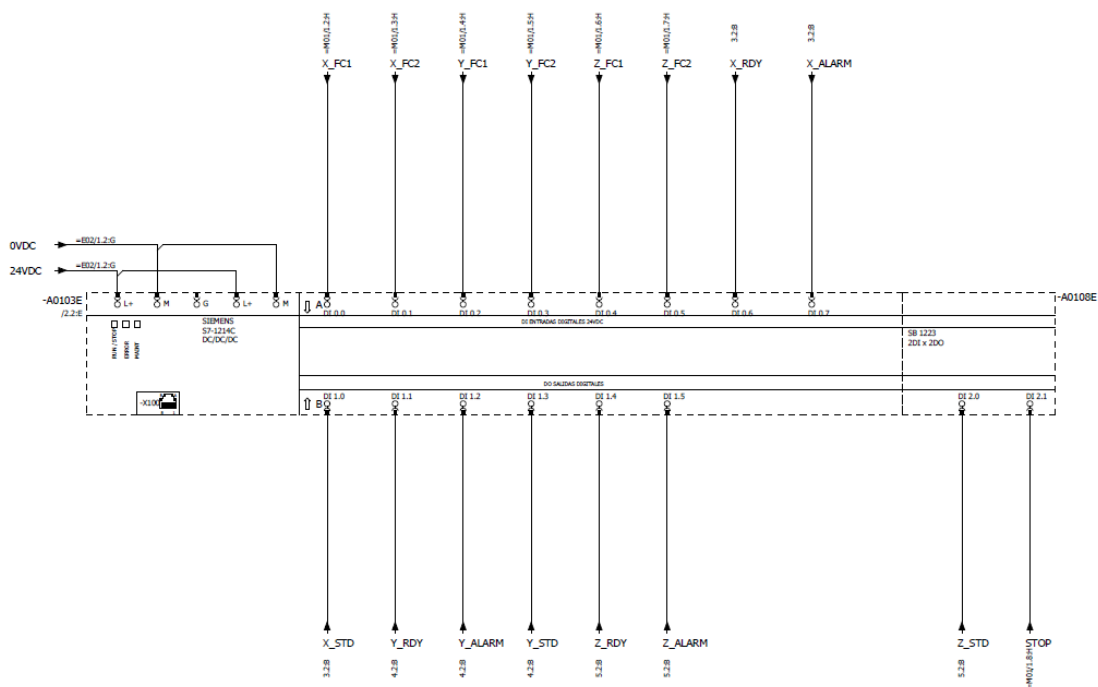 =M01/1.2:H =M01/1.3:H =M01/1.4:H =M01/1.5:H =M01/1.6:H =M01/1.7:H 3.2:B 3.2:B
X_FC1 X_FC2 Y_FC1 Y_FC2 Z_FC1 Z_FC2 X_RDY X_ALARM
0VDC =E02/1.2:G
24VDC =E02/1.2:G
-A0103E L+ M G L+ M A -A0108E
/2.2:E DI 0.0 DI 0.1 DI 0.2 DI 0.3 DI 0.4 DI 0.5 DI 0.6 DI 0.7
RUN / STOP ERROR MAINT
SIEMENS
S7-1214C
DC/DC/DC
DI ENTRADAS DIGITALES 24VDC
SB 1223
2DI x 2DO
DO SALIDAS DIGITALES
-X100
B DI 1.0 DI 1.1 DI 1.2 DI 1.3 DI 1.4 DI 1.5 DI 2.0 DI 2.1
X_STD Y_RDY Y_ALARM Y_STD Z_RDY Z_ALARM Z_STD STOP
3.2:B 4.2:B 4.2:B 4.2:B 5.2:B 5.2:B 5.2:B =M01/1.8:H